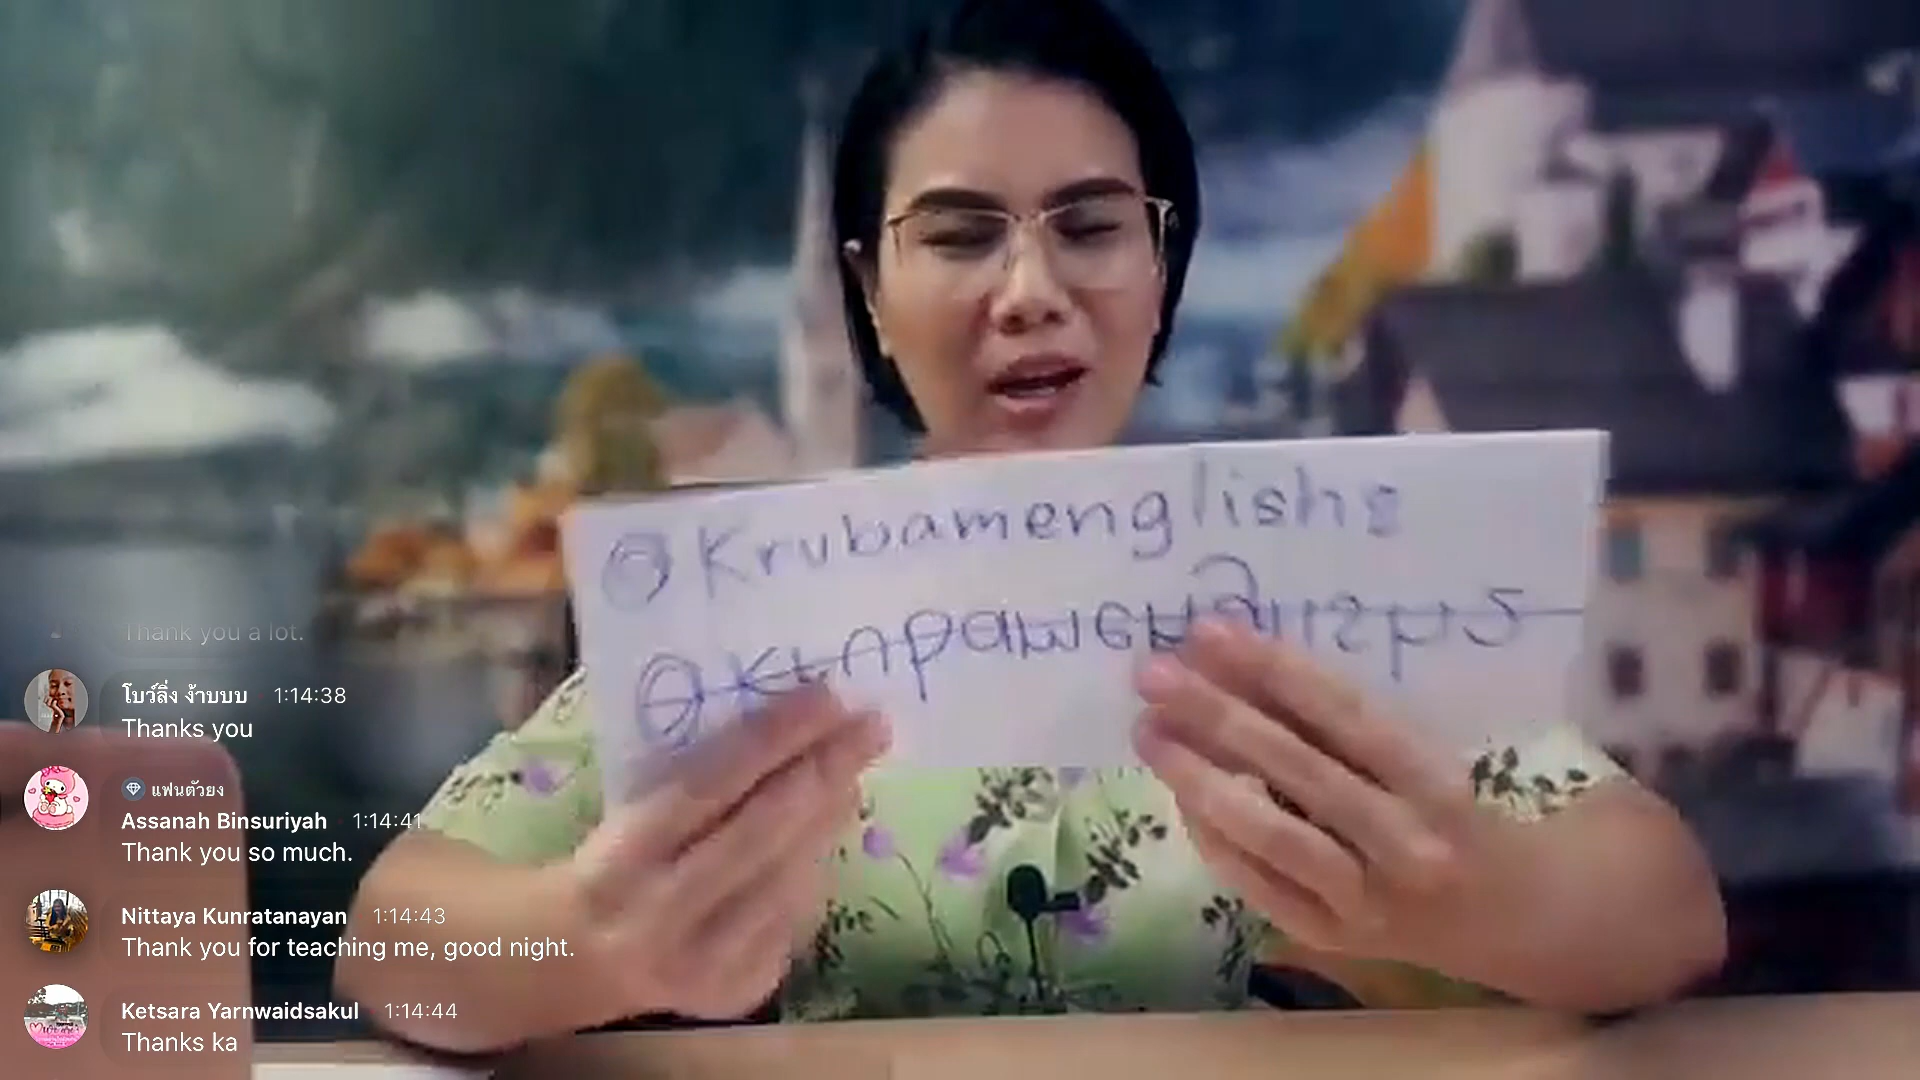 @Krubamenglishs
Thank you a lot.
โบว์ลิ่ง ง้าบบบ 1:14:38
Thanks you
แฟนตัวยง
Assanah Binsuriyah 1:14:41
Thank you so much.
Nittaya Kunratanayan 1:14:43
Thank you for teaching me, good night.
Ketsara Yarnwaidsakul 1:14:44
Thanks ka